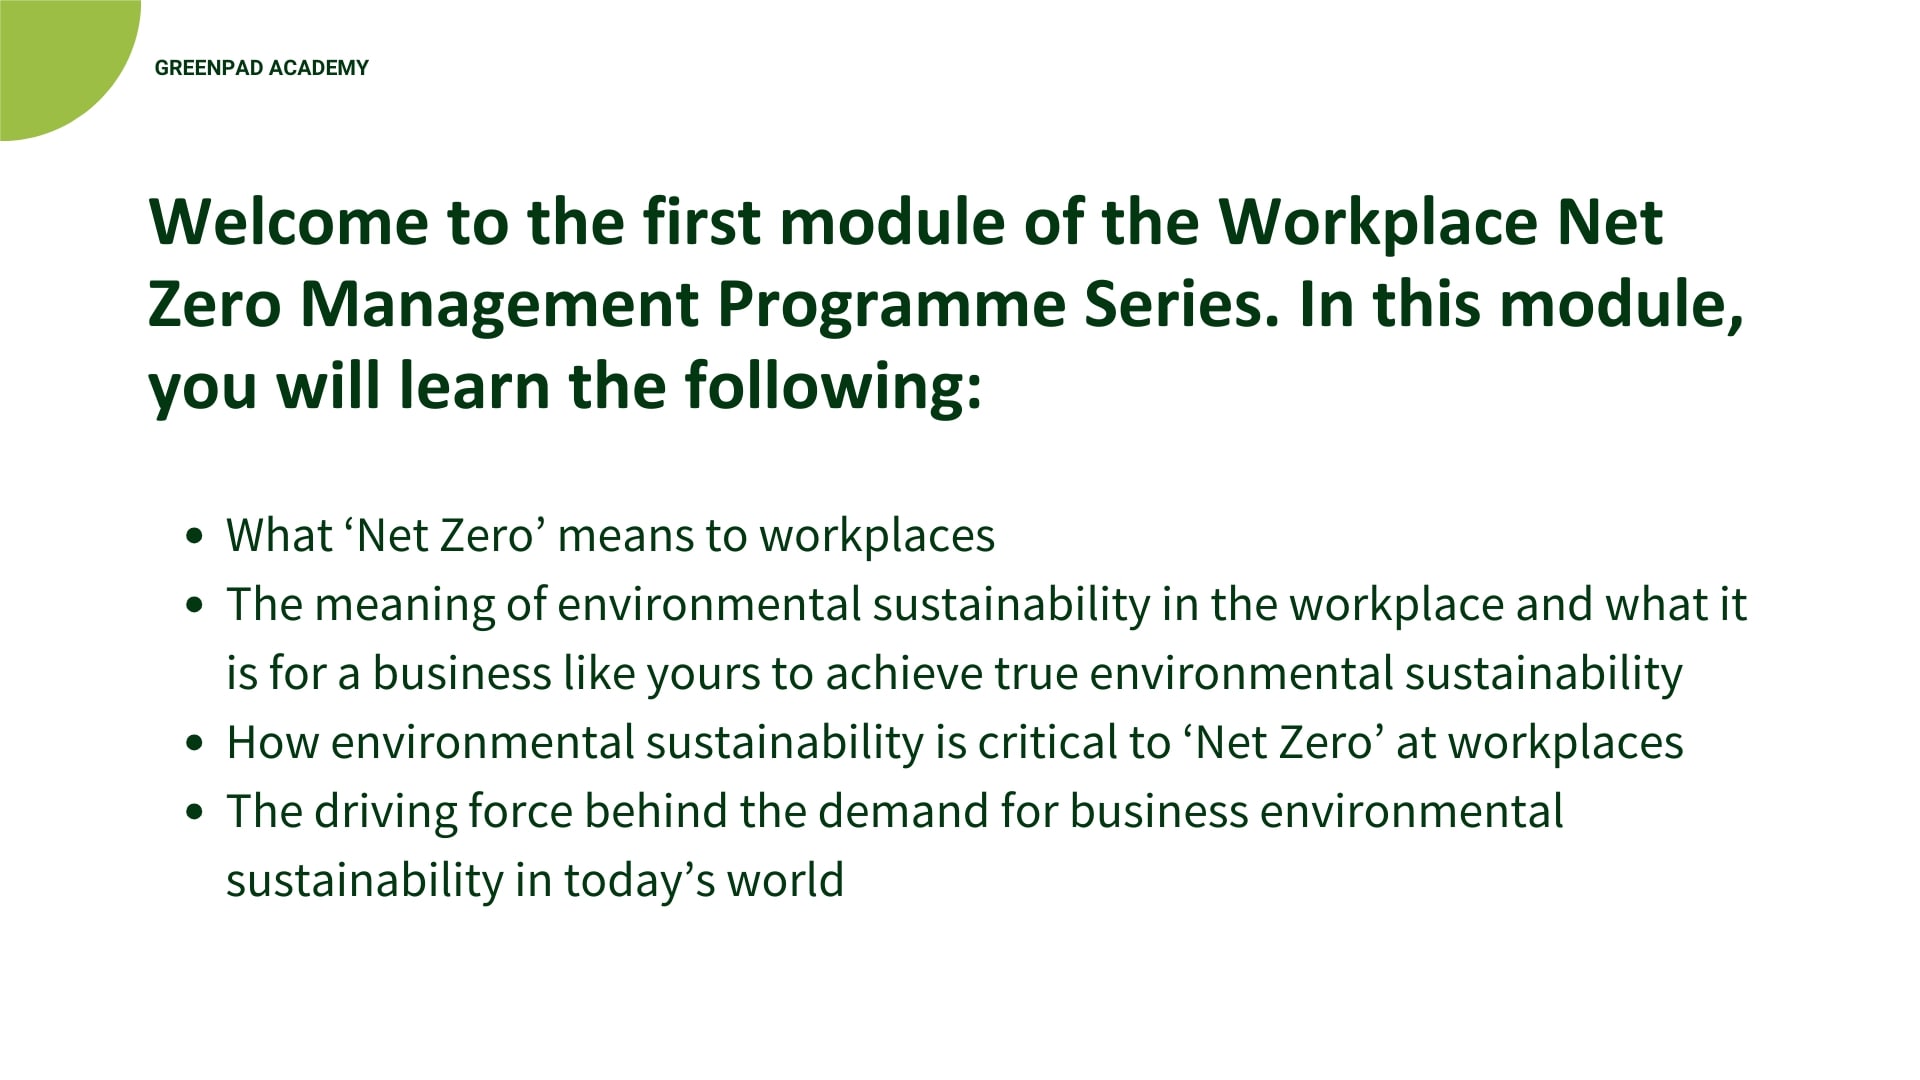 GREENPAD ACADEMY
Welcome to the first module of the Workplace Net
Zero Management Programme Series. In this module,
you will learn the following:
• What ‘Net Zero’ means to workplaces
• The meaning of environmental sustainability in the workplace and what it
is for a business like yours to achieve true environmental sustainability
• How environmental sustainability is critical to ‘Net Zero’ at workplaces
• The driving force behind the demand for business environmental
sustainability in today’s world